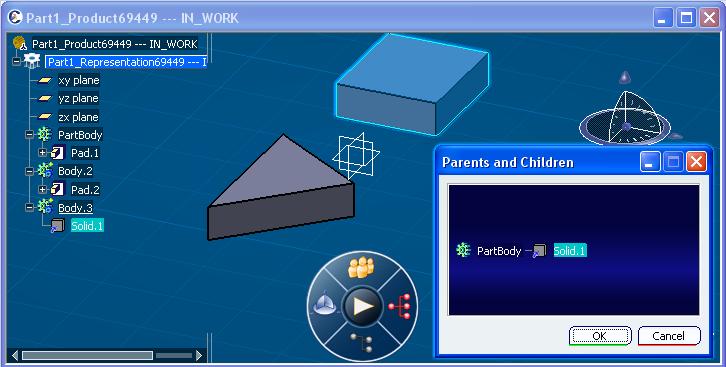 Part1_Product69449 --- IN_WORK
Part1_Product69449 --- IN_WORK
Part1_Representation69449 --- I
xy plane
yz plane
zx plane
PartBody
Pad.1
Body.2
Pad.2
Body.3
Solid.1
Parents and Children
PartBody
Solid.1
OK
Cancel